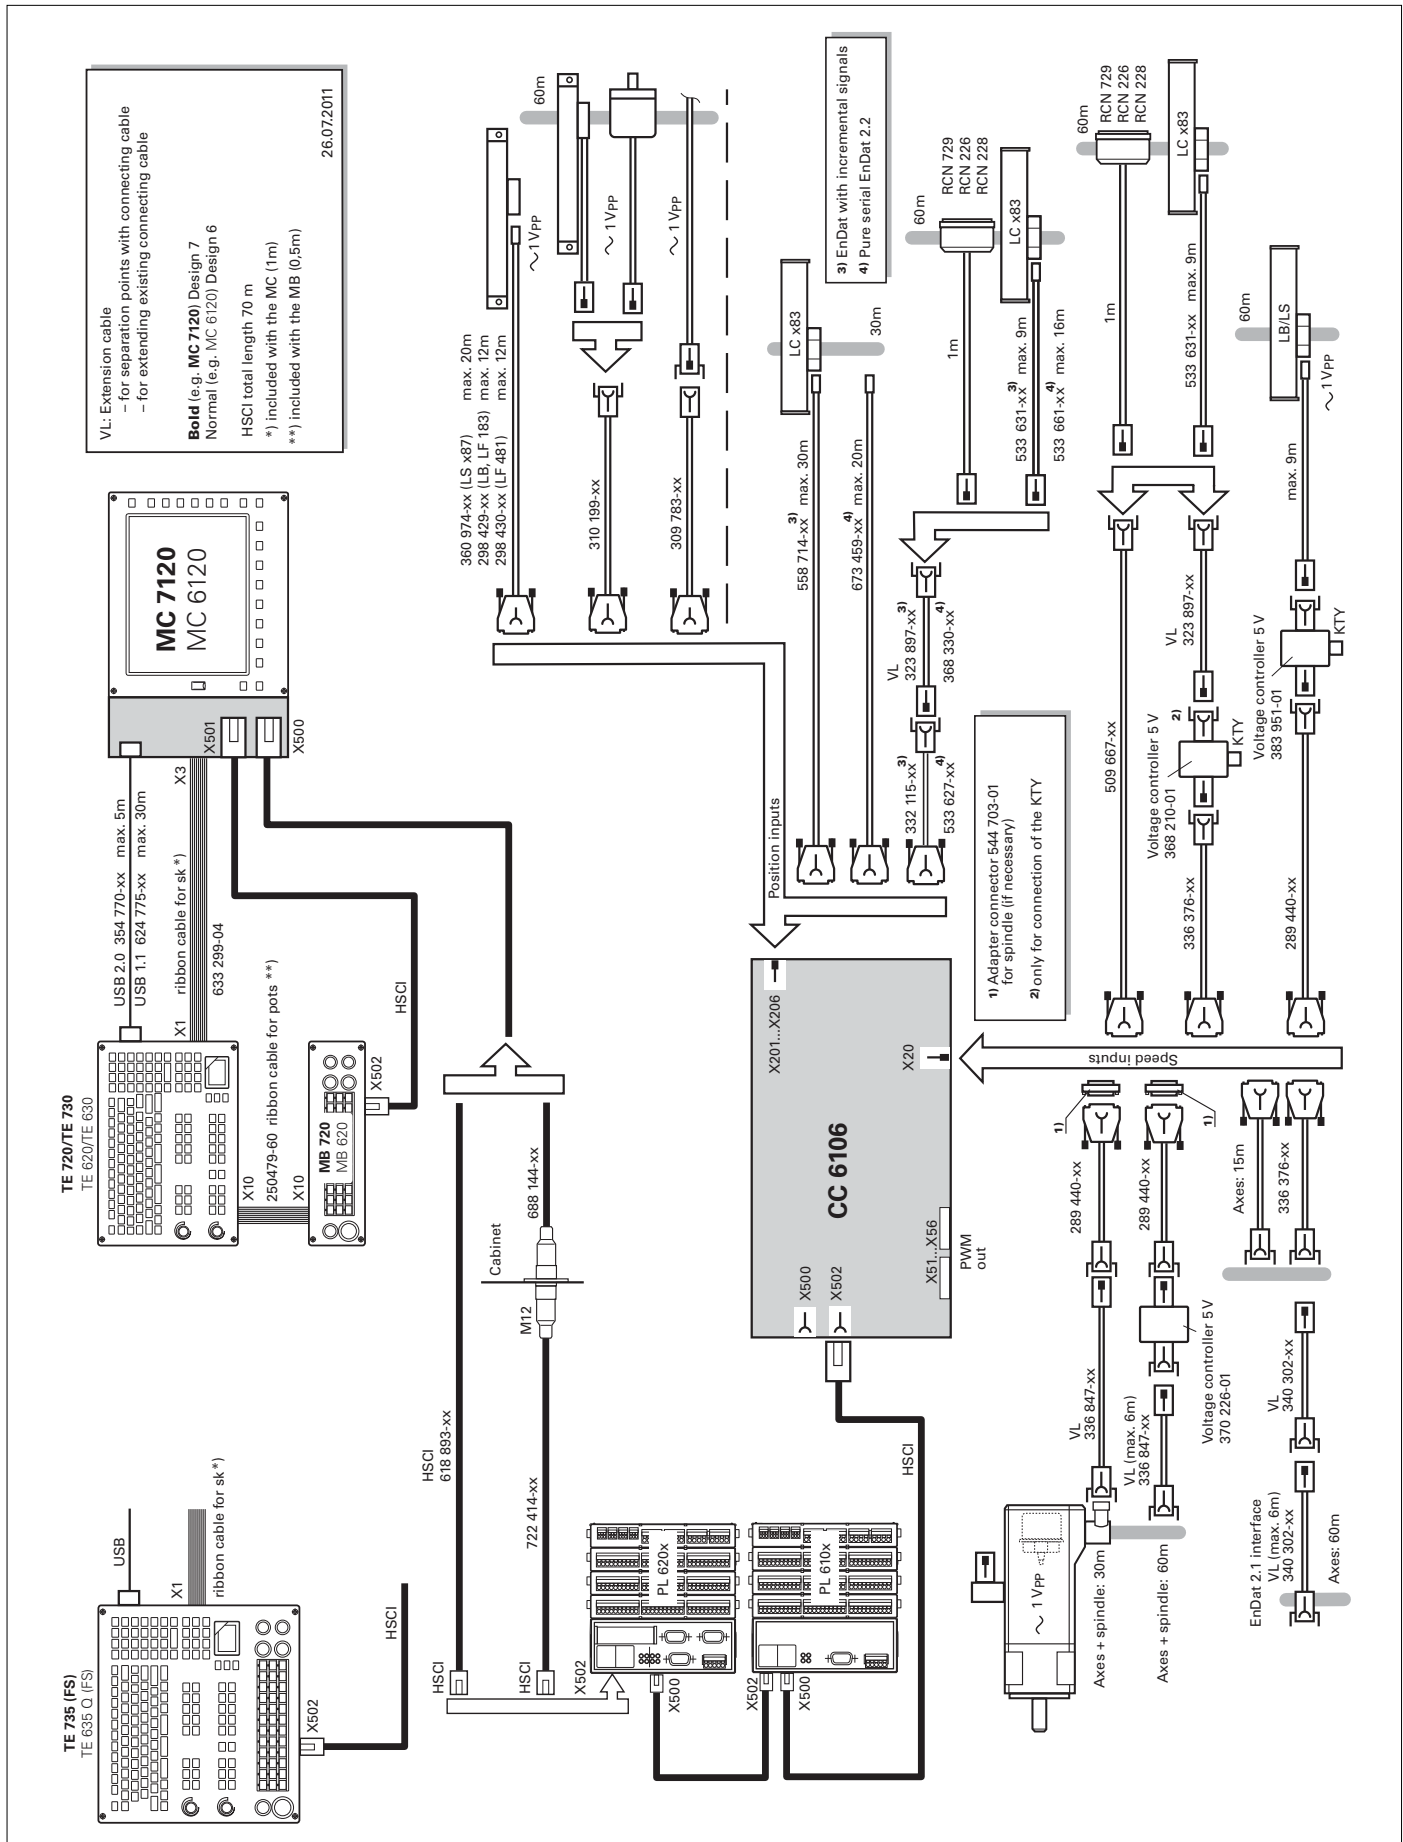 VL: Extension cable
– for separation points with connecting cable
– for extending existing connecting cable
Bold (e.g. MC 7120) Design 7
Normal (e.g. MC 6120) Design 6
HSCI total length 70 m
*) included with the MC (1m)
**) included with the MB (0,5m)
26.07.2011
MC 7120
MC 6120
X501
X500
X3
USB 2.0 354 770-xx max. 5m
USB 1.1 624 775-xx max. 30m
ribbon cable for sk *)
633 299-04
X1
TE 720/TE 730
TE 620/TE 630
X10
250479-60 ribbon cable for pots **)
X10
MB 720
MB 620
X502
HSCI
TE 735 (FS)
TE 635 Q (FS)
USB
X1
ribbon cable for sk *)
X502
HSCI
HSCI
618 893-xx
Cabinet
688 144-xx
M12
722 414-xx
HSCI
HSCI
X502
PL 620x
X500
X502
PL 610x
X500
HSCI
360 974-xx (LS x87) max. 20m
298 429-xx (LB, LF 183) max. 12m
298 430-xx (LF 481) max. 12m
~ 1 VPP
60m
310 199-xx
~ 1 VPP
309 783-xx
~ 1 VPP
Position inputs
3) EnDat with incremental signals
4) Pure serial EnDat 2.2
558 714-xx 3) max. 30m
LC x83
30m
673 459-xx 4) max. 20m
332 115-xx 3)
533 627-xx 4)
VL
323 897-xx 3)
368 330-xx 4)
1m
60m
RCN 729
RCN 226
RCN 228
LC x83
533 631-xx 3) max. 9m
533 661-xx 4) max. 16m
CC 6106
X201...X206
X20
X500
X502
X51...X56
PWM
out
1) Adapter connector 544 703-01
for spindle (if necessary)
2) only for connection of the KTY
Speed inputs
509 667-xx
1m
60m
RCN 729
RCN 226
RCN 228
LC x83
533 631-xx max. 9m
336 376-xx
Voltage controller 5 V
368 210-01
2)
KTY
VL
323 897-xx
289 440-xx
Voltage controller 5 V
383 951-01
KTY
max. 9m
60m
LB/LS
~ 1 VPP
1)
289 440-xx
VL
336 847-xx
~ 1 VPP
Axes + spindle: 30m
1)
289 440-xx
Voltage controller 5 V
370 226-01
VL (max. 6m)
336 847-xx
Axes + spindle: 60m
Axes: 15m
336 376-xx
VL
340 302-xx
EnDat 2.1 interface
VL (max. 6m)
340 302-xx
Axes: 60m